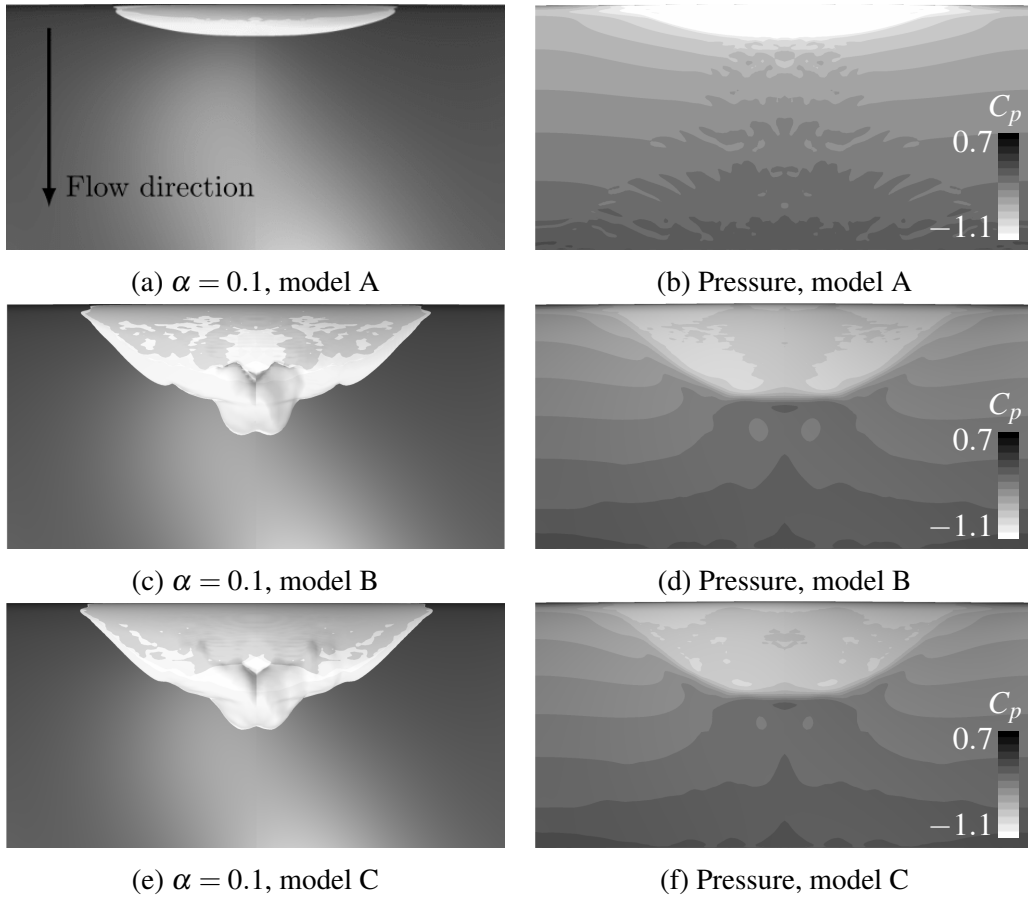 Flow direction
C_p
0.7
−1.1
(a) α = 0.1, model A
(b) Pressure, model A
C_p
0.7
−1.1
(c) α = 0.1, model B
(d) Pressure, model B
C_p
0.7
−1.1
(e) α = 0.1, model C
(f) Pressure, model C